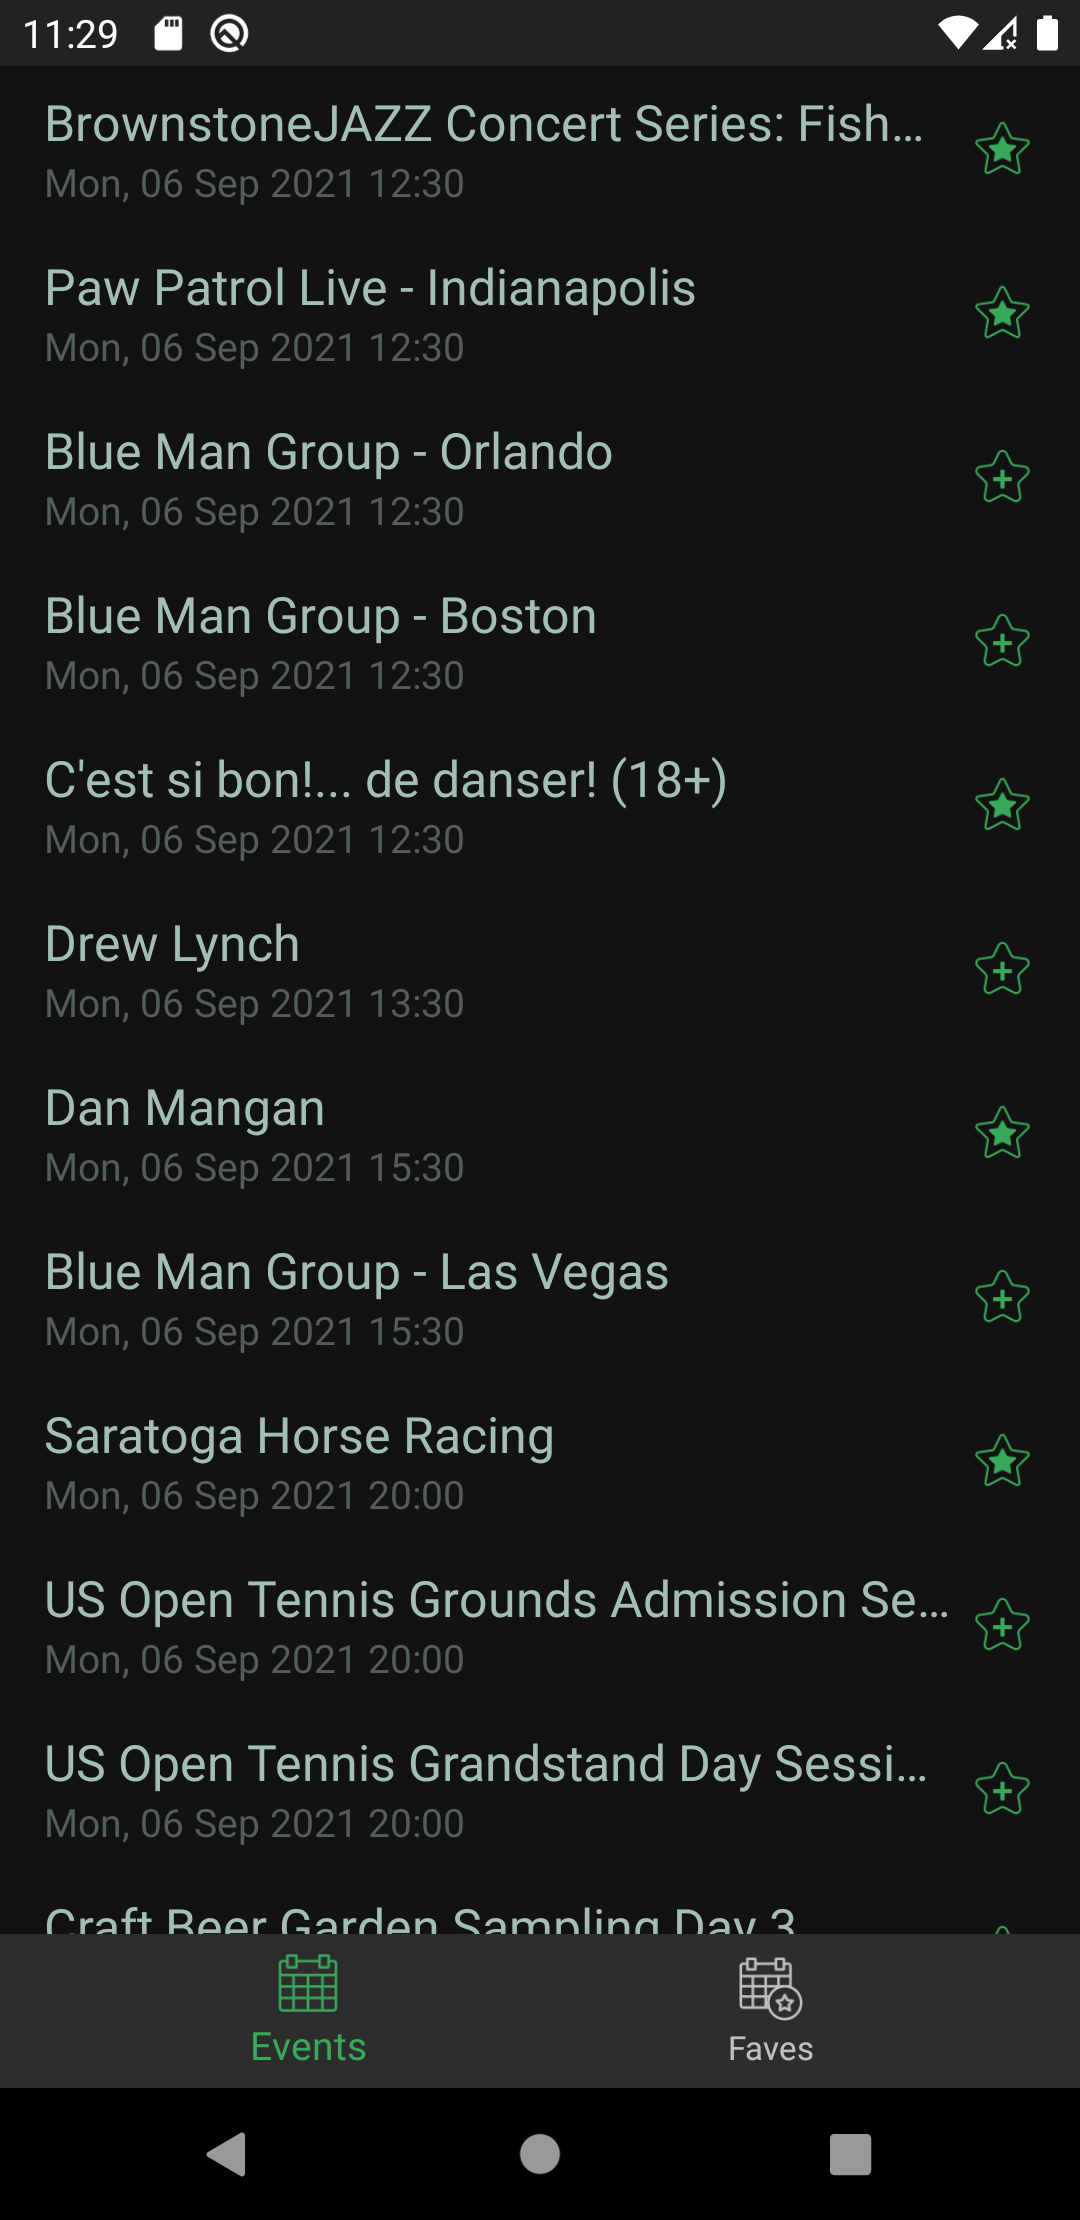 11:29
BrownstoneJAZZ Concert Series: Fish...
Mon, 06 Sep 2021 12:30
Paw Patrol Live - Indianapolis
Mon, 06 Sep 2021 12:30
Blue Man Group - Orlando
Mon, 06 Sep 2021 12:30
Blue Man Group - Boston
Mon, 06 Sep 2021 12:30
C'est si bon!... de danser! (18+)
Mon, 06 Sep 2021 12:30
Drew Lynch
Mon, 06 Sep 2021 13:30
Dan Mangan
Mon, 06 Sep 2021 15:30
Blue Man Group - Las Vegas
Mon, 06 Sep 2021 15:30
Saratoga Horse Racing
Mon, 06 Sep 2021 20:00
US Open Tennis Grounds Admission Se...
Mon, 06 Sep 2021 20:00
US Open Tennis Grandstand Day Sessi...
Mon, 06 Sep 2021 20:00
Craft Beer Garden Sampling Day 3
Events
Faves